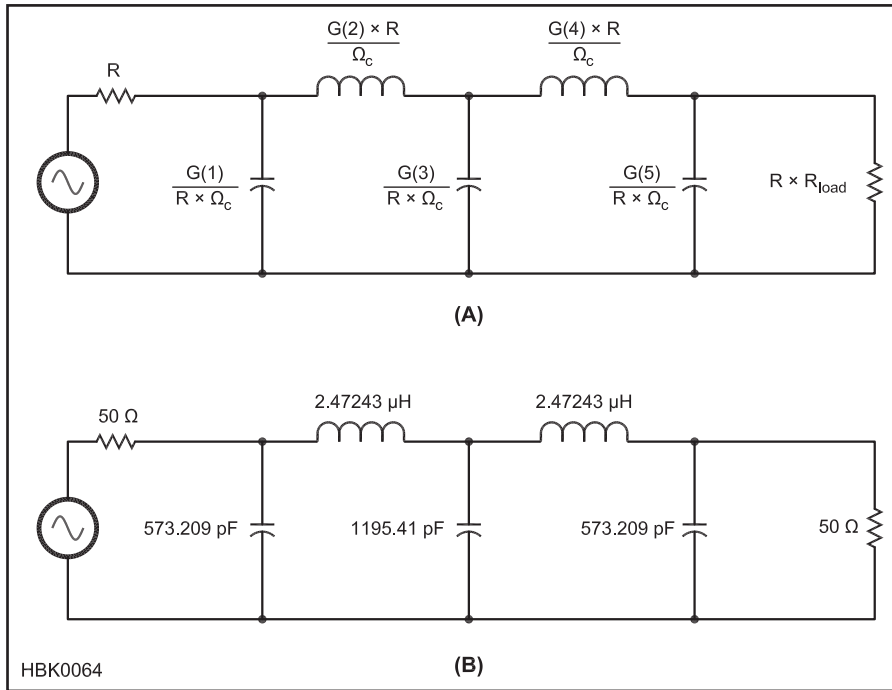 G(2) × R
Ω_c
G(4) × R
Ω_c
R
G(1)
R × Ω_c
G(3)
R × Ω_c
G(5)
R × Ω_c
R × R_load
(A)
2.47243 µH
2.47243 µH
50 Ω
573.209 pF
1195.41 pF
573.209 pF
50 Ω
(B)
HBK0064